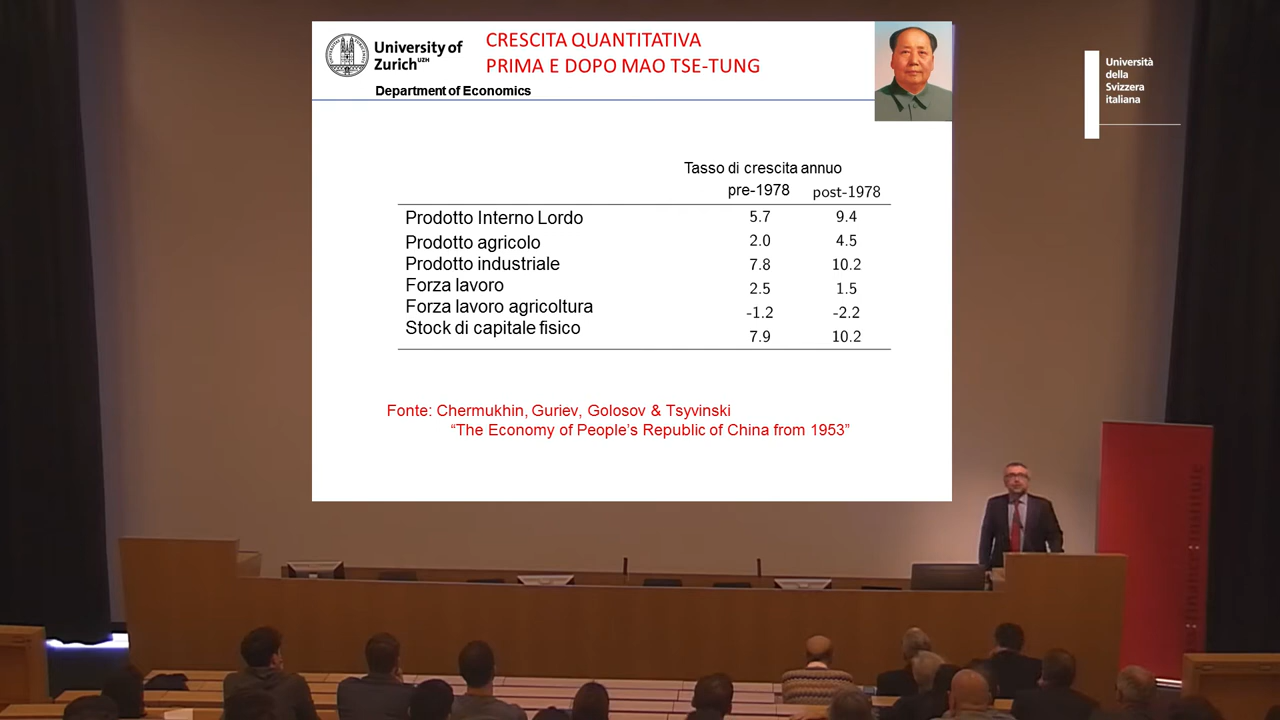 University of
Zurich UZH
Department of Economics
CRESCITA QUANTITATIVA
PRIMA E DOPO MAO TSE-TUNG
Università
della
Svizzera
italiana
Tasso di crescita annuo
pre-1978 post-1978
Prodotto Interno Lordo 5.7 9.4
Prodotto agricolo 2.0 4.5
Prodotto industriale 7.8 10.2
Forza lavoro 2.5 1.5
Forza lavoro agricoltura -1.2 -2.2
Stock di capitale fisico 7.9 10.2
Fonte: Chermukhin, Guriev, Golosov & Tsyvinski
“The Economy of People’s Republic of China from 1953”